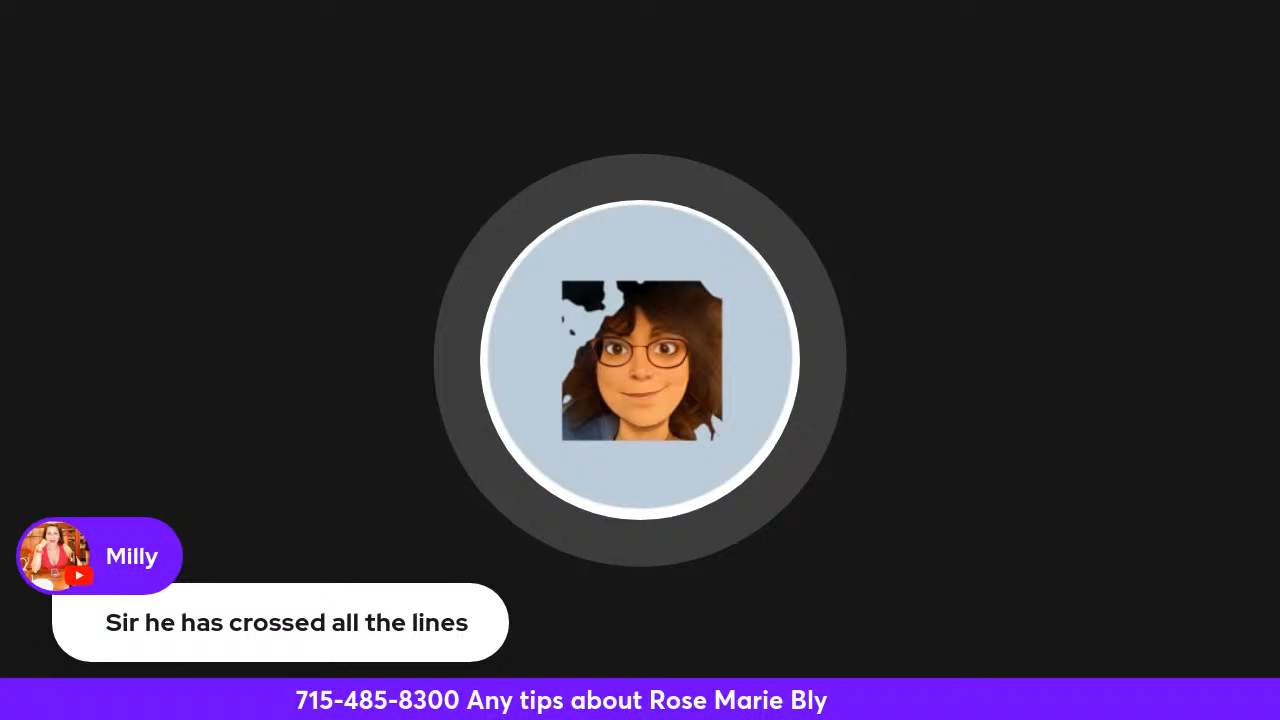 Milly
Sir he has crossed all the lines
715-485-8300 Any tips about Rose Marie Bly